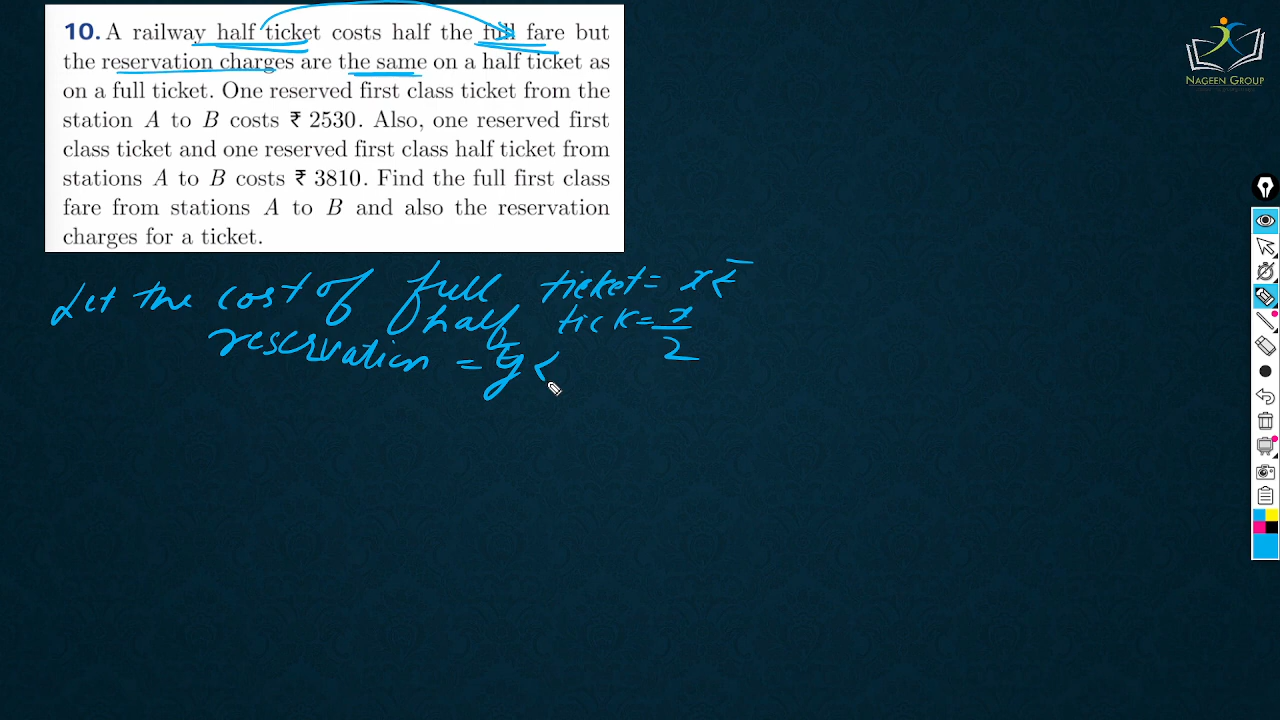 10. A railway half ticket costs half the full fare but
the reservation charges are the same on a half ticket as
on a full ticket. One reserved first class ticket from the
station A to B costs ₹ 2530. Also, one reserved first
class ticket and one reserved first class half ticket from
stations A to B costs ₹ 3810. Find the full first class
fare from stations A to B and also the reservation
charges for a ticket.
Let the cost of full ticket = x ₹
half tick = x/2
reservation = y ₹
NAGEEN GROUP